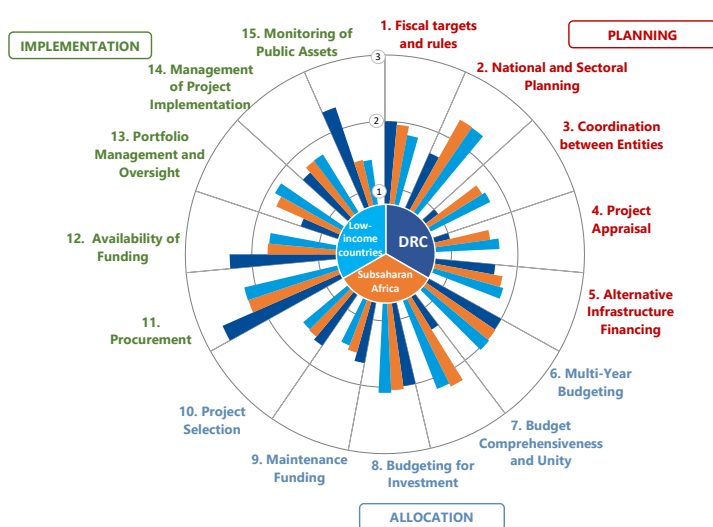 IMPLEMENTATION
PLANNING
1. Fiscal targets
and rules
2. National and Sectoral
Planning
3. Coordination
between Entities
4. Project
Appraisal
5. Alternative
Infrastructure
Financing
6. Multi-Year
Budgeting
7. Budget
Comprehensiveness
and Unity
8. Budgeting for
Investment
9. Maintenance
Funding
10. Project
Selection
11.
Procurement
12. Availability of
Funding
13. Portfolio
Management and
Oversight
14. Management
of Project
Implementation
15. Monitoring of
Public Assets
3
2
1
Low-
income
countries
DRC
Subsaharan
Africa
ALLOCATION